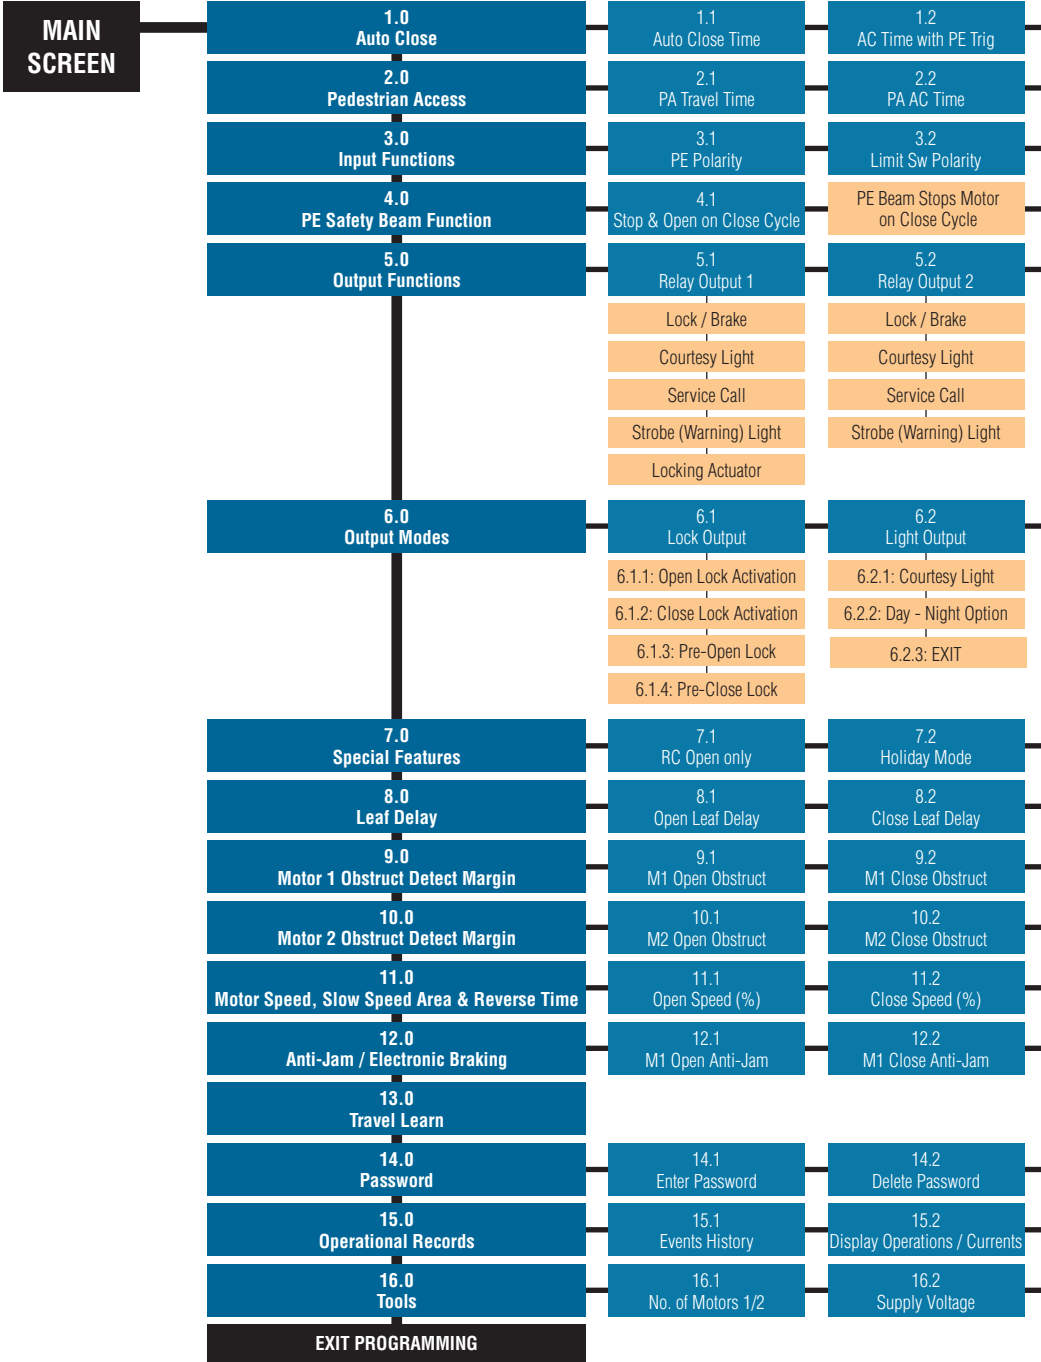 MAIN
SCREEN
1.0
Auto Close
1.1
Auto Close Time
1.2
AC Time with PE Trig
2.0
Pedestrian Access
2.1
PA Travel Time
2.2
PA AC Time
3.0
Input Functions
3.1
PE Polarity
3.2
Limit Sw Polarity
4.0
PE Safety Beam Function
4.1
Stop & Open on Close Cycle
PE Beam Stops Motor
on Close Cycle
5.0
Output Functions
5.1
Relay Output 1
5.2
Relay Output 2
Lock / Brake
Lock / Brake
Courtesy Light
Courtesy Light
Service Call
Service Call
Strobe (Warning) Light
Strobe (Warning) Light
Locking Actuator
6.0
Output Modes
6.1
Lock Output
6.2
Light Output
6.1.1: Open Lock Activation
6.2.1: Courtesy Light
6.1.2: Close Lock Activation
6.2.2: Day - Night Option
6.1.3: Pre-Open Lock
6.2.3: EXIT
6.1.4: Pre-Close Lock
7.0
Special Features
7.1
RC Open only
7.2
Holiday Mode
8.0
Leaf Delay
8.1
Open Leaf Delay
8.2
Close Leaf Delay
9.0
Motor 1 Obstruct Detect Margin
9.1
M1 Open Obstruct
9.2
M1 Close Obstruct
10.0
Motor 2 Obstruct Detect Margin
10.1
M2 Open Obstruct
10.2
M2 Close Obstruct
11.0
Motor Speed, Slow Speed Area & Reverse Time
11.1
Open Speed (%)
11.2
Close Speed (%)
12.0
Anti-Jam / Electronic Braking
12.1
M1 Open Anti-Jam
12.2
M1 Close Anti-Jam
13.0
Travel Learn
14.0
Password
14.1
Enter Password
14.2
Delete Password
15.0
Operational Records
15.1
Events History
15.2
Display Operations / Currents
16.0
Tools
16.1
No. of Motors 1/2
16.2
Supply Voltage
EXIT PROGRAMMING